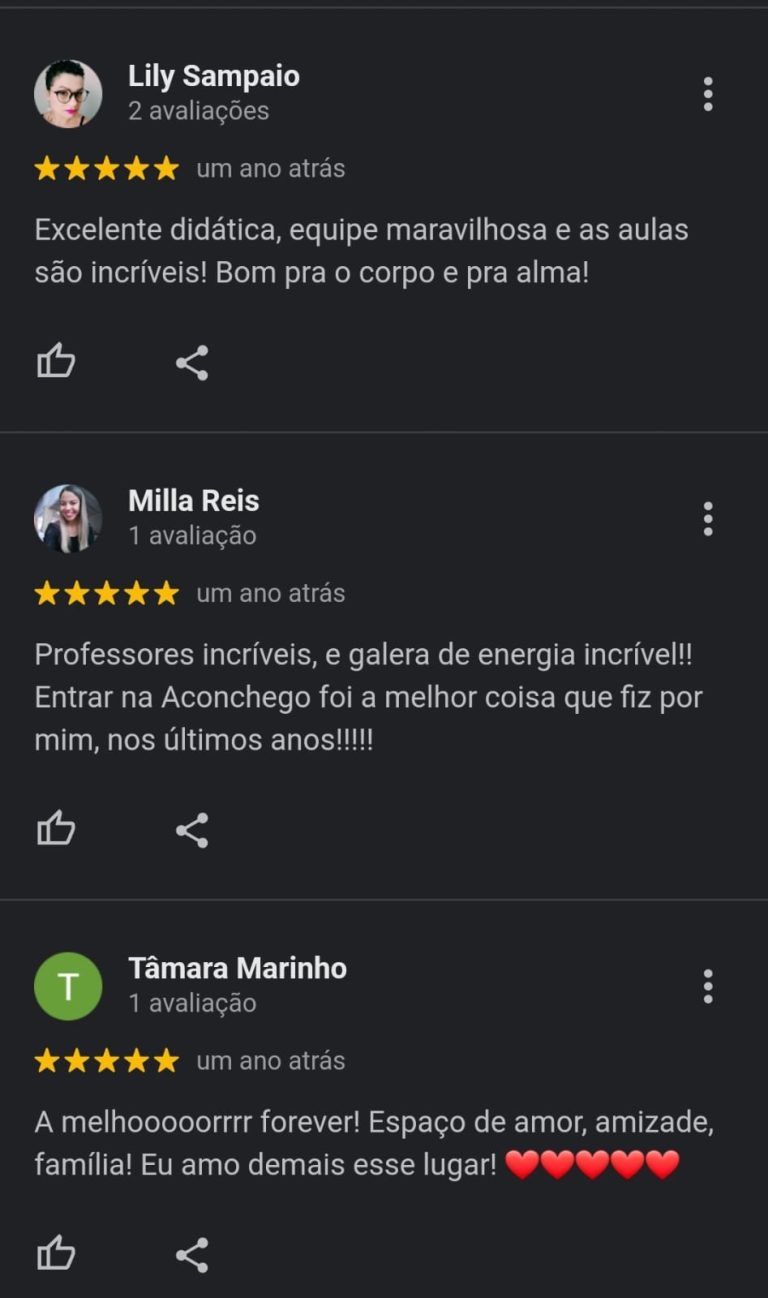 Lily Sampaio
2 avaliações
um ano atrás
Excelente didática, equipe maravilhosa e as aulas
são incríveis! Bom pra o corpo e pra alma!
Milla Reis
1 avaliação
um ano atrás
Professores incríveis, e galera de energia incrível!!
Entrar na Aconchego foi a melhor coisa que fiz por
mim, nos últimos anos!!!!!
T
Tâmara Marinho
1 avaliação
um ano atrás
A melhooooorrrr forever! Espaço de amor, amizade,
família! Eu amo demais esse lugar! ❤️❤️❤️❤️❤️